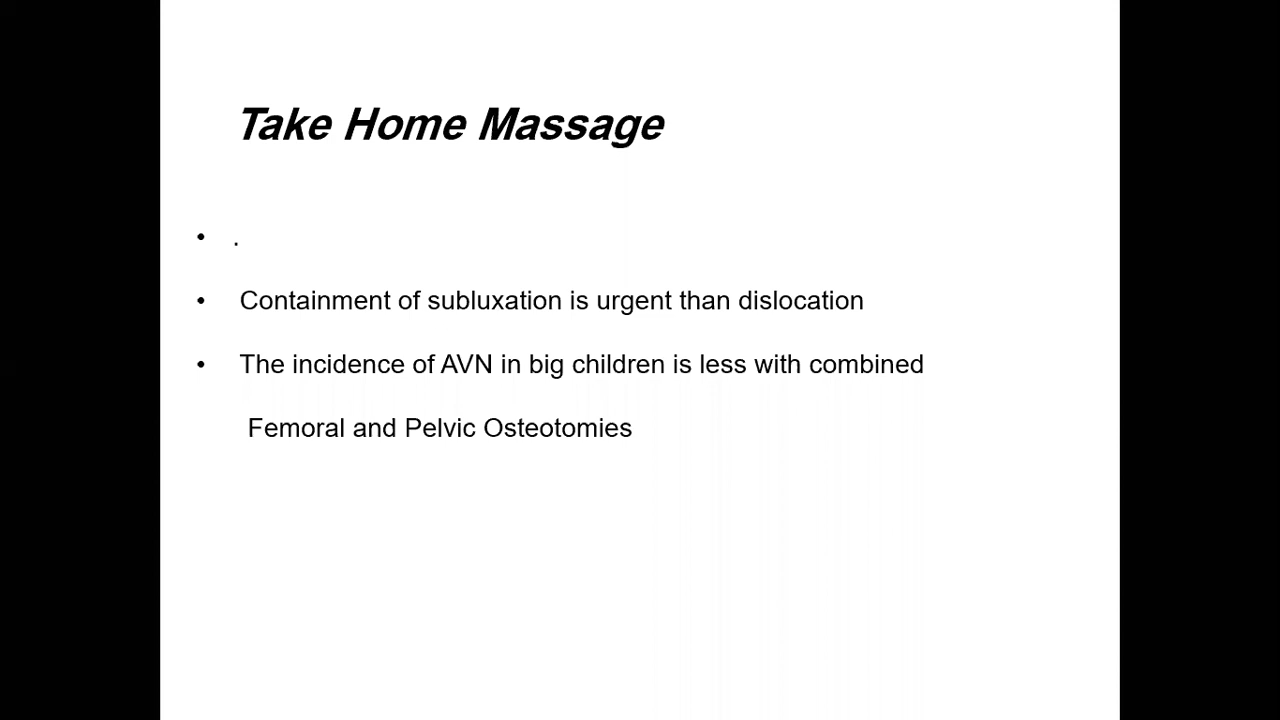 Take Home Massage
• .
• Containment of subluxation is urgent than dislocation
• The incidence of AVN in big children is less with combined
Femoral and Pelvic Osteotomies